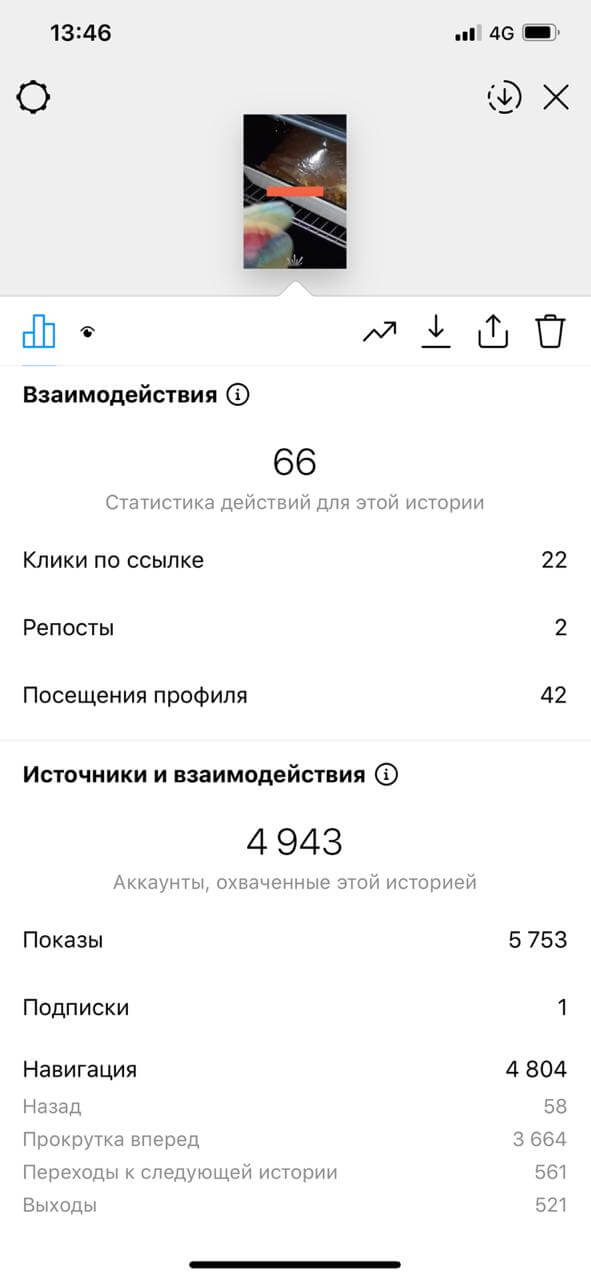 13:46
4G
Взаимодействия
66
Статистика действий для этой истории
Клики по ссылке 22
Репосты 2
Посещения профиля 42
Источники и взаимодействия
4 943
Аккаунты, охваченные этой историей
Показы 5 753
Подписки 1
Навигация 4 804
Назад 58
Прокрутка вперед 3 664
Переходы к следующей истории 561
Выходы 521